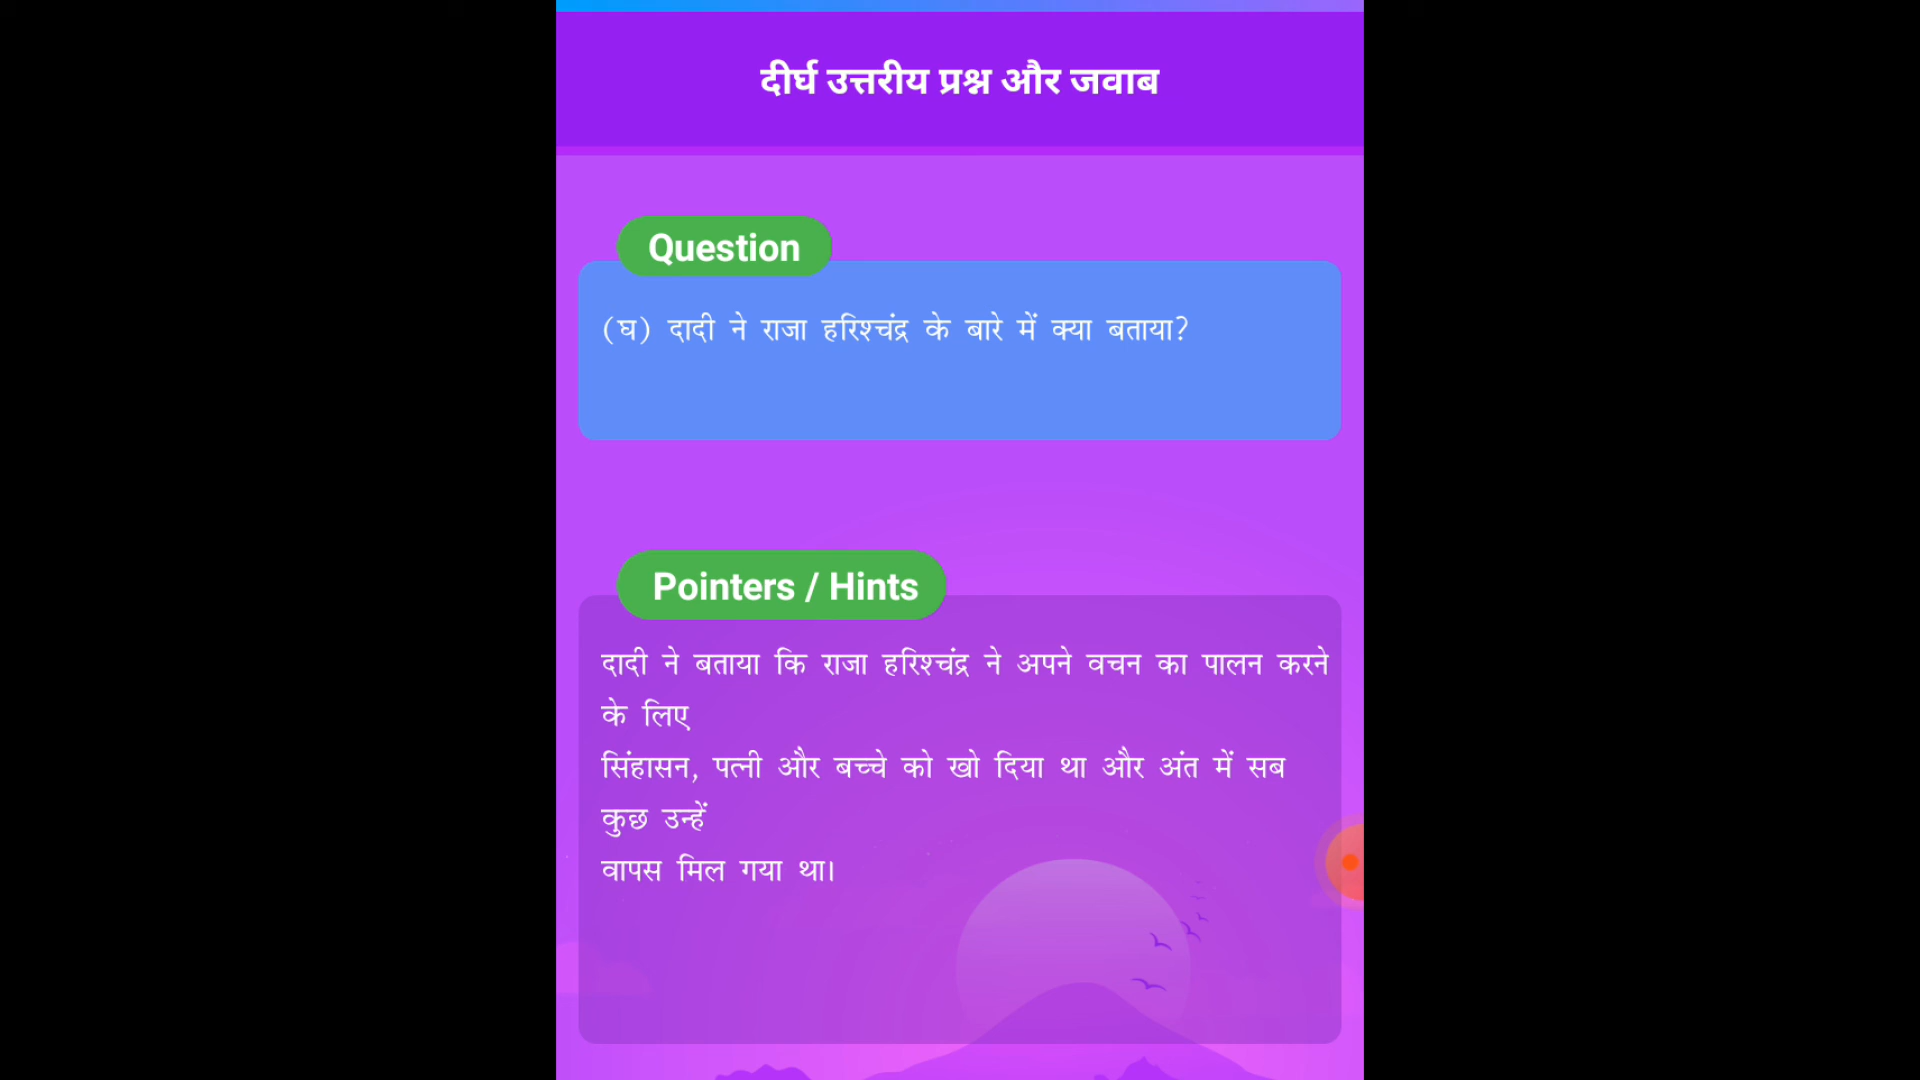 दीर्घ उत्तरीय प्रश्न और जवाब
Question
(घ) दादी ने राजा हरिश्चंद्र के बारे में क्या बताया?
Pointers / Hints
दादी ने बताया कि राजा हरिश्चंद्र ने अपने वचन का पालन करने
के लिए
सिंहासन, पत्नी और बच्चे को खो दिया था और अंत में सब
कुछ उन्हें
वापस मिल गया था।